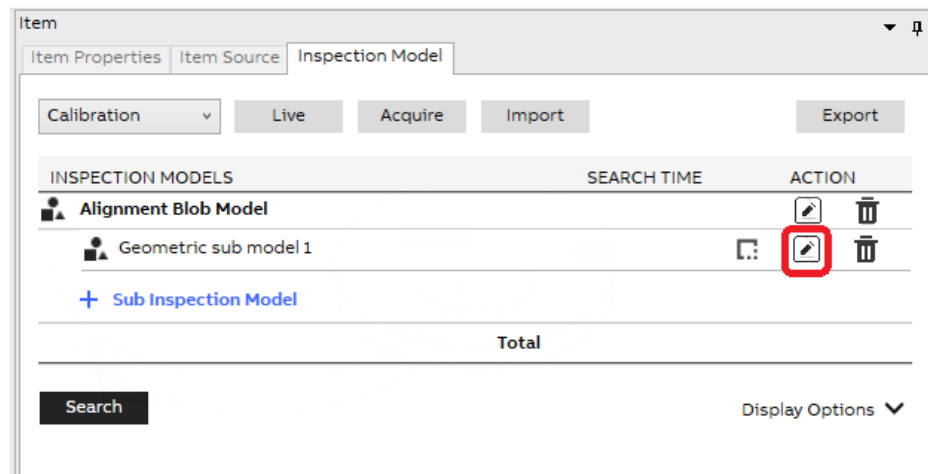 Item
Item Properties Item Source Inspection Model
Calibration Live Acquire Import Export
INSPECTION MODELS SEARCH TIME ACTION
Alignment Blob Model
Geometric sub model 1
+ Sub Inspection Model
Total
Search Display Options